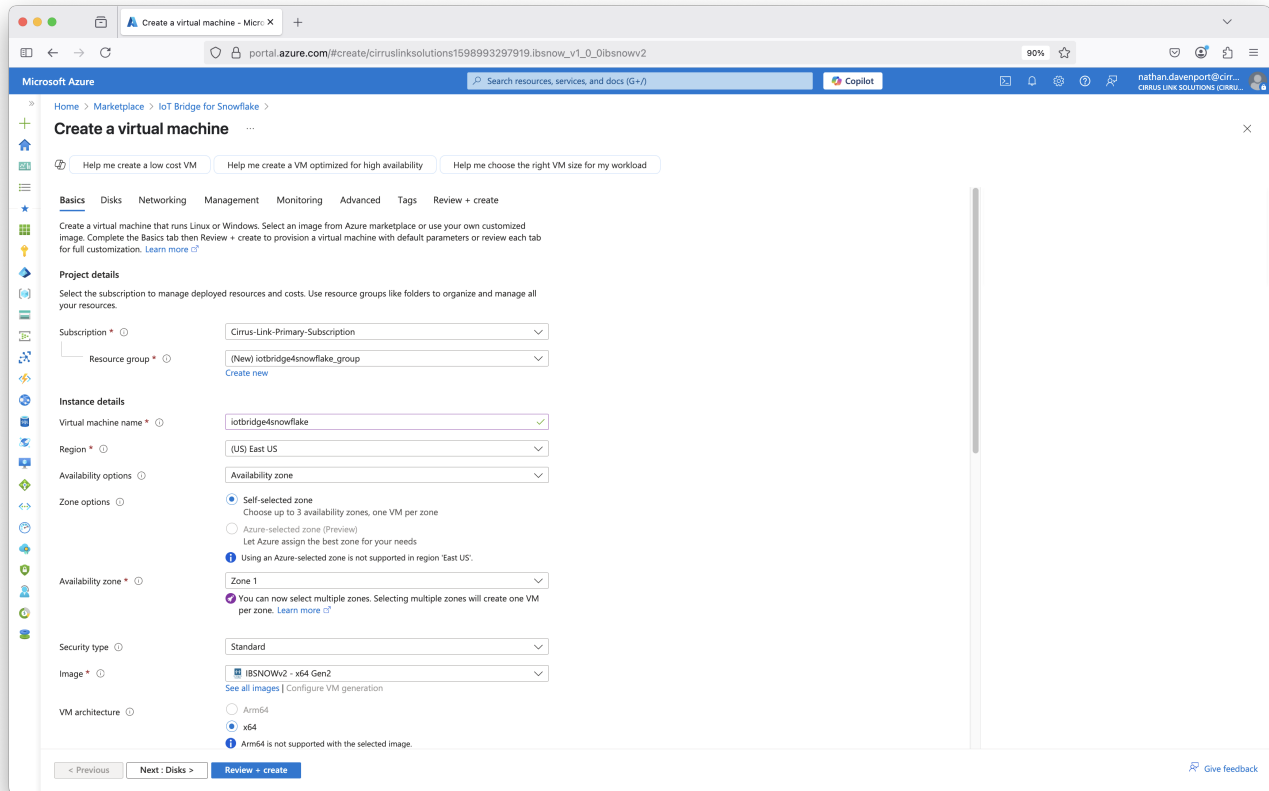 Create a virtual machine - Micro
portal.azure.com/#create/cirruslinksolutions1598993297919.ibsnow_v1_0_0ibsnowv2
90%
Microsoft Azure
Search resources, services, and docs (G+/)
Copilot
nathan.davenport@cirr...
CIRRUS LINK SOLUTIONS (CIRRU...
Home > Marketplace > IoT Bridge for Snowflake >
Create a virtual machine ...
Help me create a low cost VM
Help me create a VM optimized for high availability
Help me choose the right VM size for my workload
Basics Disks Networking Management Monitoring Advanced Tags Review + create
Create a virtual machine that runs Linux or Windows. Select an image from Azure marketplace or use your own customized
image. Complete the Basics tab then Review + create to provision a virtual machine with default parameters or review each tab
for full customization. Learn more
Project details
Select the subscription to manage deployed resources and costs. Use resource groups like folders to organize and manage all
your resources.
Subscription * Cirrus-Link-Primary-Subscription
Resource group * (New) iotbridge4snowflake_group
Create new
Instance details
Virtual machine name * iotbridge4snowflake
Region * (US) East US
Availability options Availability zone
Zone options Self-selected zone
Choose up to 3 availability zones, one VM per zone
Azure-selected zone (Preview)
Let Azure assign the best zone for your needs
Using an Azure-selected zone is not supported in region 'East US'.
Availability zone * Zone 1
You can now select multiple zones. Selecting multiple zones will create one VM
per zone. Learn more
Security type Standard
Image * IBSNOWv2 - x64 Gen2
See all images | Configure VM generation
VM architecture Arm64
x64
Arm64 is not supported with the selected image.
< Previous
Next : Disks >
Review + create
Give feedback